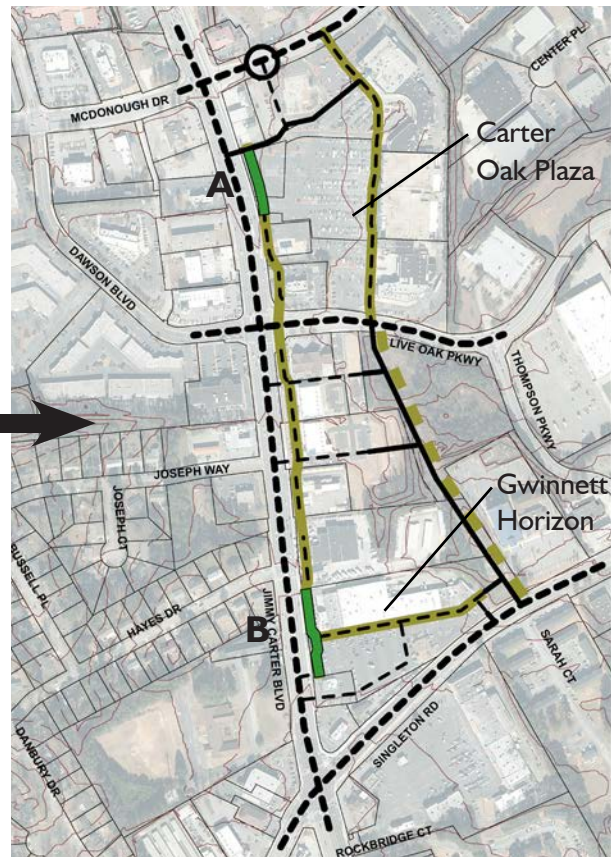 CENTER PL
MCDONOUGH DR
Carter
Oak Plaza
A
DAWSON BLVD
LIVE OAK PKWY
THOMPSON PKWY
JOSEPH WAY
JOSEPH CT
Gwinnett
Horizon
RUSSELL PL
HAYES DR
B
JIMMY CARTER BLVD
SARAH CT
SINGLETON RD
DANBURY DR
ROCKBRIDGE CT